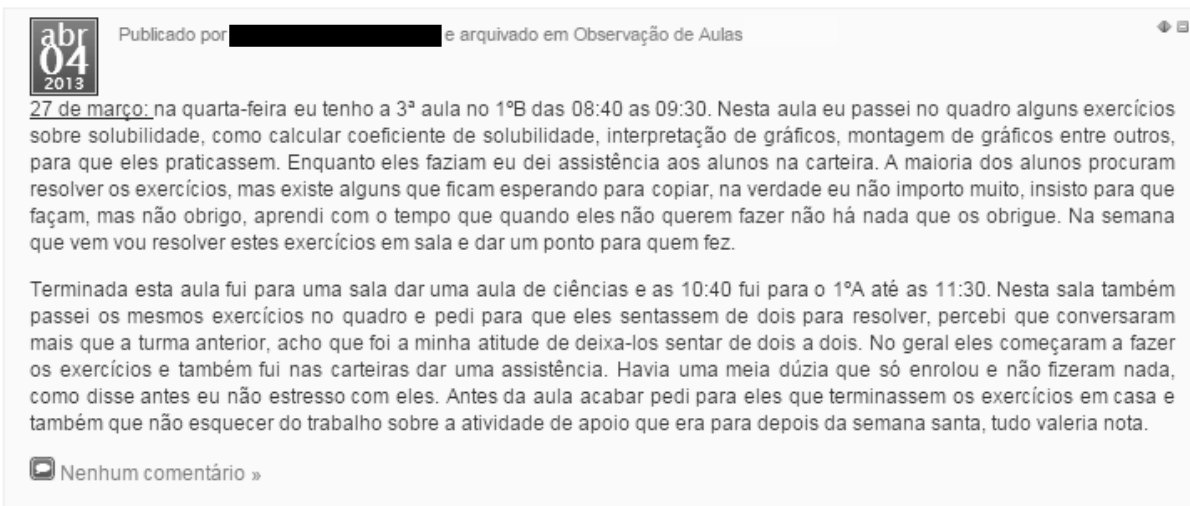 abr
04
2013
Publicado por e arquivado em Observação de Aulas
27 de março: na quarta-feira eu tenho a 3ª aula no 1ºB das 08:40 as 09:30. Nesta aula eu passei no quadro alguns exercícios
sobre solubilidade, como calcular coeficiente de solubilidade, interpretação de gráficos, montagem de gráficos entre outros,
para que eles praticassem. Enquanto eles faziam eu dei assistência aos alunos na carteira. A maioria dos alunos procuram
resolver os exercícios, mas existe alguns que ficam esperando para copiar, na verdade eu não importo muito, insisto para que
façam, mas não obrigo, aprendi com o tempo que quando eles não querem fazer não há nada que os obrigue. Na semana
que vem vou resolver estes exercícios em sala e dar um ponto para quem fez.
Terminada esta aula fui para uma sala dar uma aula de ciências e as 10:40 fui para o 1ºA até as 11:30. Nesta sala também
passei os mesmos exercícios no quadro e pedi para que eles sentassem de dois para resolver, percebi que conversaram
mais que a turma anterior, acho que foi a minha atitude de deixa-los sentar de dois a dois. No geral eles começaram a fazer
os exercícios e também fui nas carteiras dar uma assistência. Havia uma meia dúzia que só enrolou e não fizeram nada,
como disse antes eu não estresso com eles. Antes da aula acabar pedi para eles que terminassem os exercícios em casa e
também que não esquecer do trabalho sobre a atividade de apoio que era para depois da semana santa, tudo valeria nota.
Nenhum comentário »